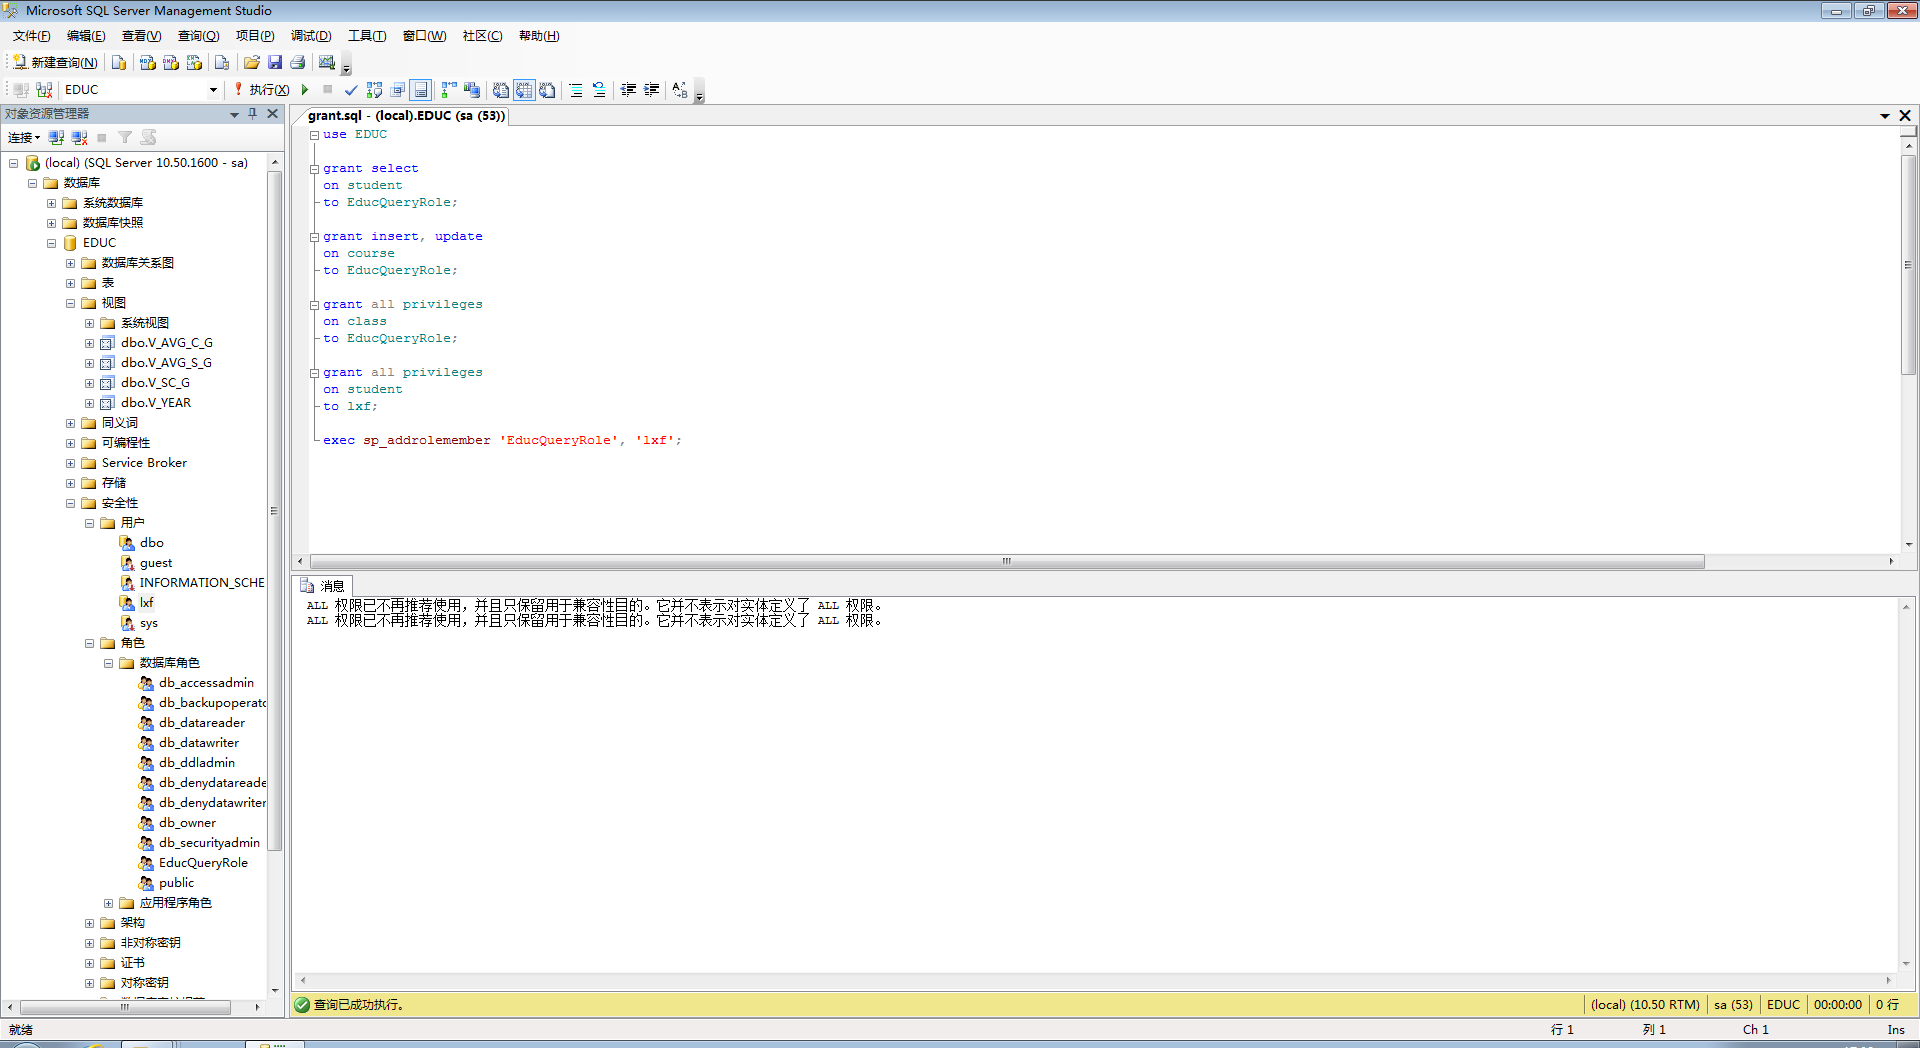 Microsoft SQL Server Management Studio
文件(F) 编辑(E) 查看(V) 查询(Q) 项目(P) 调试(D) 工具(T) 窗口(W) 社区(C) 帮助(H)
新建查询(N)
EDUC 执行(X)
对象资源管理器
连接
(local) (SQL Server 10.50.1600 - sa)
数据库
系统数据库
数据库快照
EDUC
数据库关系图
表
视图
系统视图
dbo.V_AVG_C_G
dbo.V_AVG_S_G
dbo.V_SC_G
dbo.V_YEAR
同义词
可编程性
Service Broker
存储
安全性
用户
dbo
guest
INFORMATION_SCHE
lxf
sys
角色
数据库角色
db_accessadmin
db_backupoperato
db_datareader
db_datawriter
db_ddladmin
db_denydatareade
db_denydatawriter
db_owner
db_securityadmin
EducQueryRole
public
应用程序角色
架构
非对称密钥
证书
对称密钥
grant.sql - (local).EDUC (sa (53))
use EDUC
grant select
on student
to EducQueryRole;
grant insert, update
on course
to EducQueryRole;
grant all privileges
on class
to EducQueryRole;
grant all privileges
on student
to lxf;
exec sp_addrolemember 'EducQueryRole', 'lxf';
消息
ALL 权限已不再推荐使用，并且只保留用于兼容性目的。它并不表示对实体定义了 ALL 权限。
ALL 权限已不再推荐使用，并且只保留用于兼容性目的。它并不表示对实体定义了 ALL 权限。
查询已成功执行。 (local) (10.50 RTM) sa (53) EDUC 00:00:00 0 行
就绪 行 1 列 1 Ch 1 Ins